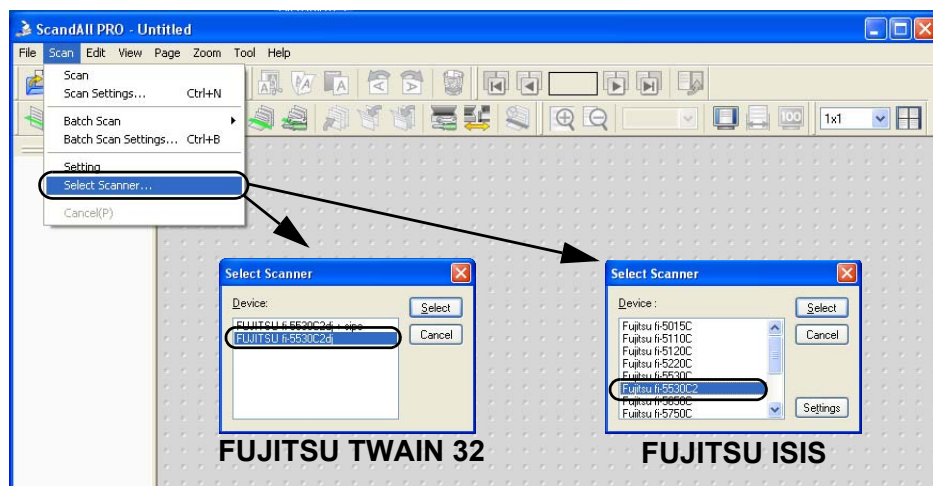 ScandAll PRO - Untitled
File Scan Edit View Page Zoom Tool Help
Scan
Scan Settings... Ctrl+N
Batch Scan
Batch Scan Settings... Ctrl+B
Setting
Select Scanner...
Cancel(P)
100
1x1
Select Scanner
Device:
FUJITSU fi-5530C2dj + sipc
FUJITSU fi-5530C2dj
Select
Cancel
FUJITSU TWAIN 32
Select Scanner
Device :
Fujitsu fi-5015C
Fujitsu fi-5110C
Fujitsu fi-5120C
Fujitsu fi-5220C
Fujitsu fi-5530C
Fujitsu fi-5530C2
Fujitsu fi-5650C
Fujitsu fi-5750C
Select
Cancel
Settings
FUJITSU ISIS